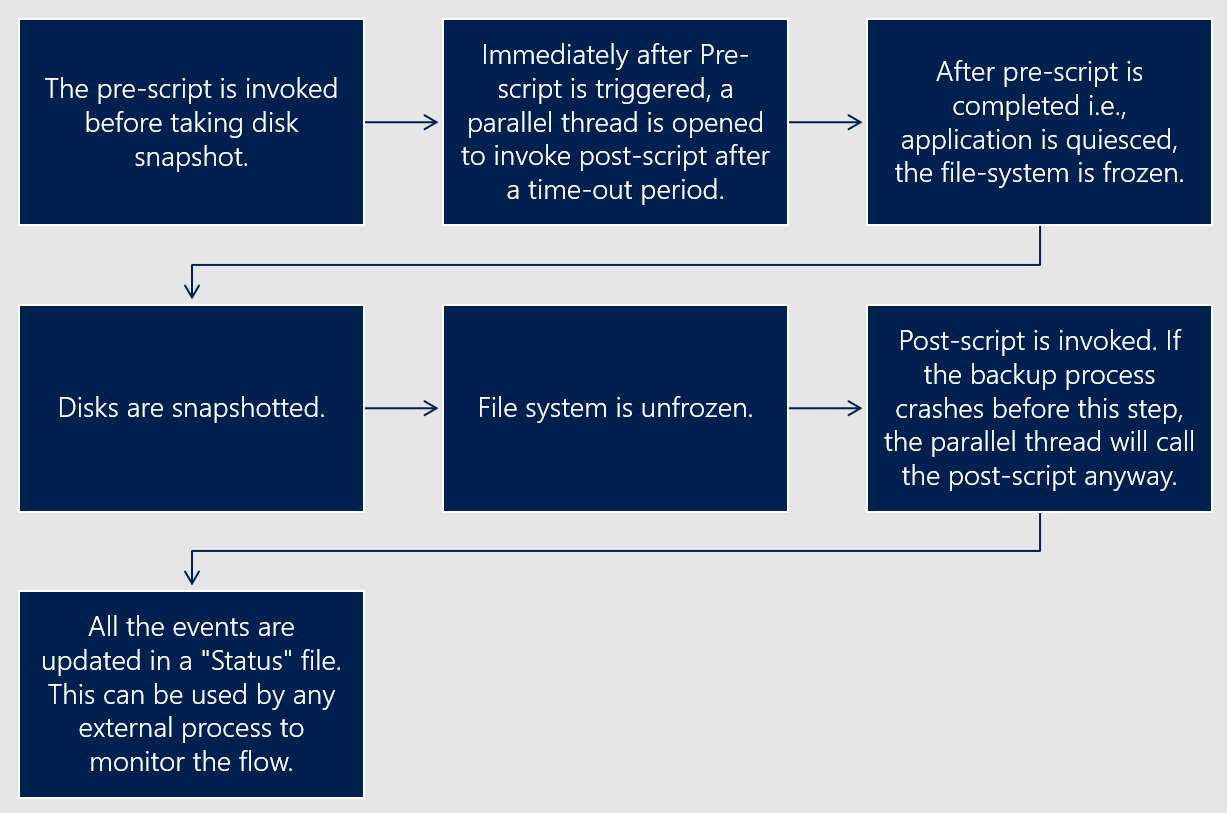 The pre-script is invoked
before taking disk
snapshot.
Immediately after Pre-
script is triggered, a
parallel thread is opened
to invoke post-script after
a time-out period.
After pre-script is
completed i.e.,
application is quiesced,
the file-system is frozen.
Disks are snapshotted.
File system is unfrozen.
Post-script is invoked. If
the backup process
crashes before this step,
the parallel thread will call
the post-script anyway.
All the events are
updated in a "Status" file.
This can be used by any
external process to
monitor the flow.